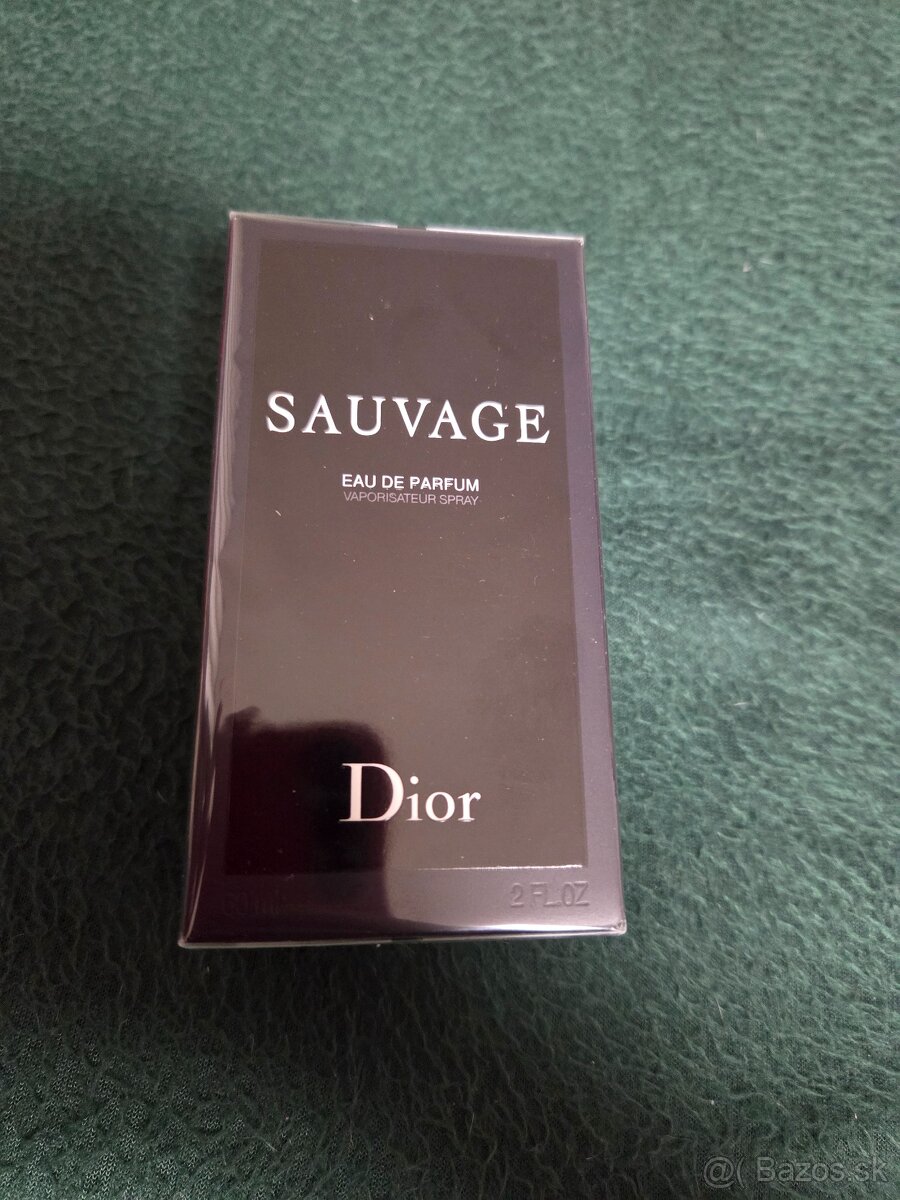 SAUVAGE
EAU DE PARFUM
VAPORISATEUR SPRAY
Dior
2 FL.OZ
@( Bazos.sk